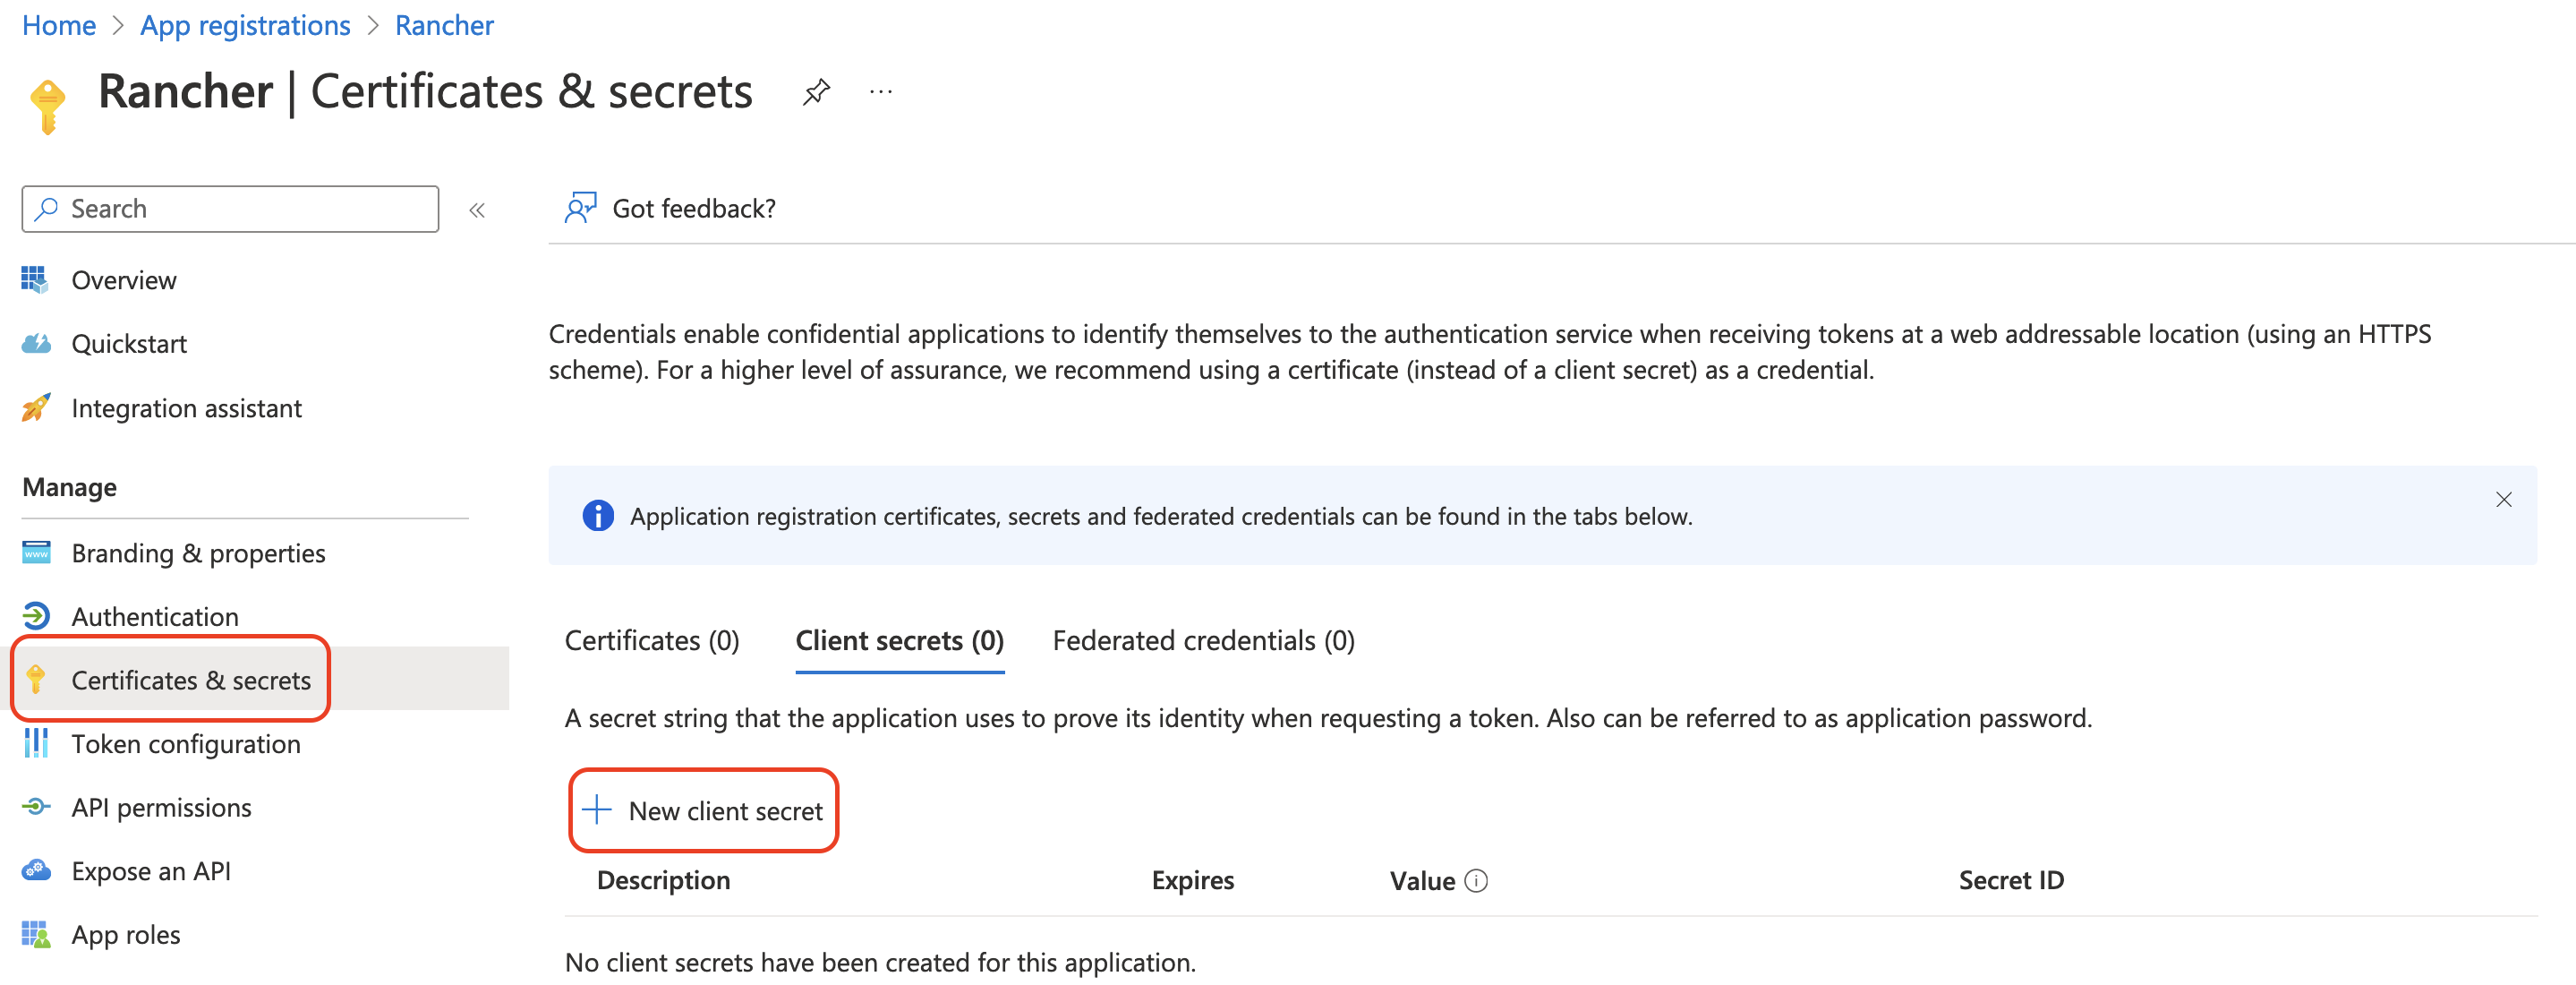 Home > App registrations > Rancher
Rancher | Certificates & secrets ...
Search «
Overview
Quickstart
Integration assistant
Manage
Branding & properties
Authentication
Certificates & secrets
Token configuration
API permissions
Expose an API
App roles
Got feedback?
Credentials enable confidential applications to identify themselves to the authentication service when receiving tokens at a web addressable location (using an HTTPS
scheme). For a higher level of assurance, we recommend using a certificate (instead of a client secret) as a credential.
Application registration certificates, secrets and federated credentials can be found in the tabs below.
Certificates (0) Client secrets (0) Federated credentials (0)
A secret string that the application uses to prove its identity when requesting a token. Also can be referred to as application password.
New client secret
Description Expires Value Secret ID
No client secrets have been created for this application.